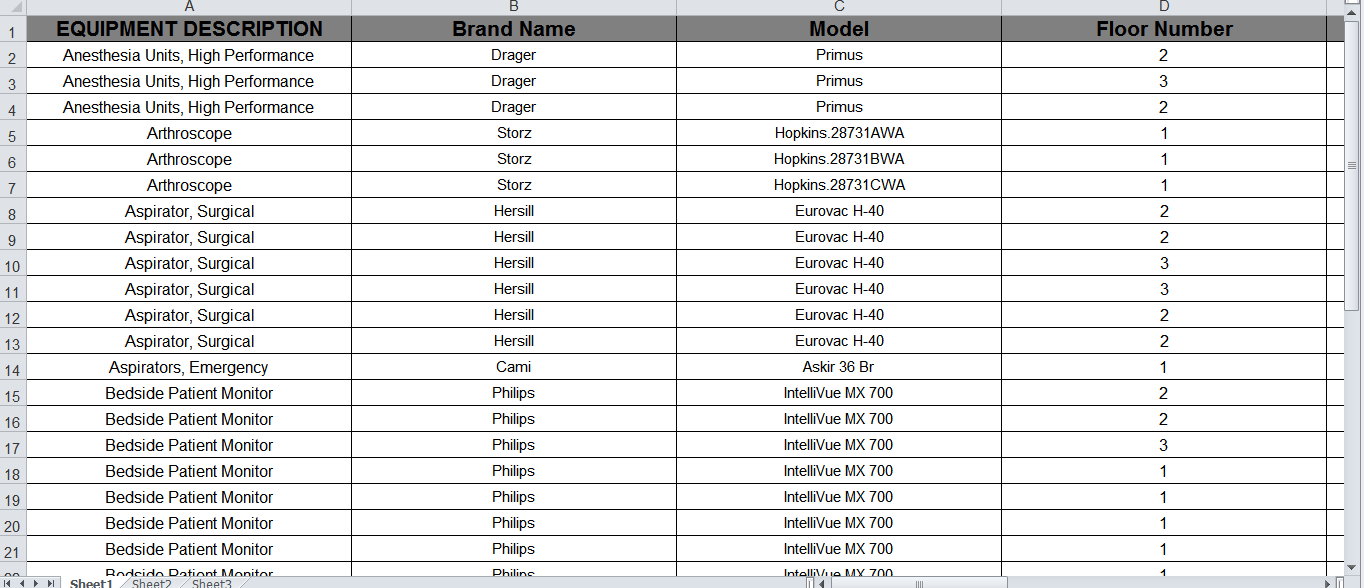 A B C D
1 EQUIPMENT DESCRIPTION Brand Name Model Floor Number
2 Anesthesia Units, High Performance Drager Primus 2
3 Anesthesia Units, High Performance Drager Primus 3
4 Anesthesia Units, High Performance Drager Primus 2
5 Arthroscope Storz Hopkins.28731AWA 1
6 Arthroscope Storz Hopkins.28731BWA 1
7 Arthroscope Storz Hopkins.28731CWA 1
8 Aspirator, Surgical Hersill Eurovac H-40 2
9 Aspirator, Surgical Hersill Eurovac H-40 2
10 Aspirator, Surgical Hersill Eurovac H-40 3
11 Aspirator, Surgical Hersill Eurovac H-40 3
12 Aspirator, Surgical Hersill Eurovac H-40 2
13 Aspirator, Surgical Hersill Eurovac H-40 2
14 Aspirators, Emergency Cami Askir 36 Br 1
15 Bedside Patient Monitor Philips IntelliVue MX 700 2
16 Bedside Patient Monitor Philips IntelliVue MX 700 2
17 Bedside Patient Monitor Philips IntelliVue MX 700 3
18 Bedside Patient Monitor Philips IntelliVue MX 700 1
19 Bedside Patient Monitor Philips IntelliVue MX 700 1
20 Bedside Patient Monitor Philips IntelliVue MX 700 1
21 Bedside Patient Monitor Philips IntelliVue MX 700 1
Bedside Patient Monitor Philips IntelliVue MX 700
Sheet1 Sheet2 Sheet3